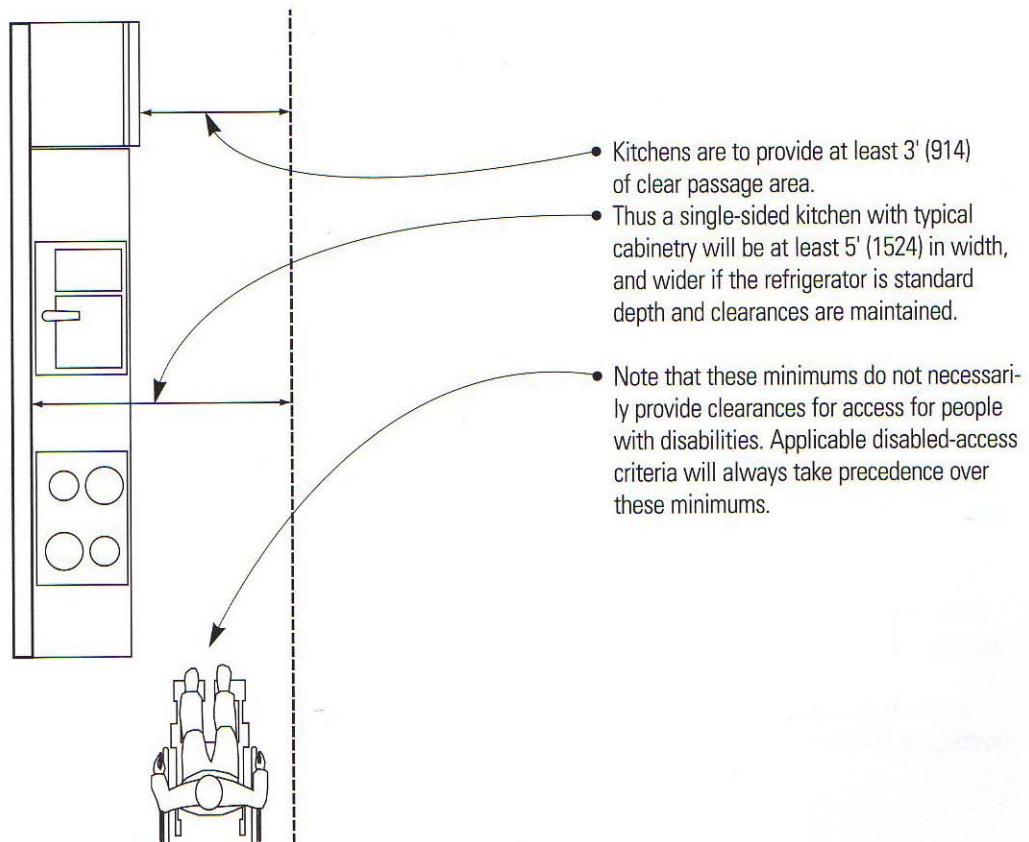 • Kitchens are to provide at least 3' (914)
of clear passage area.
• Thus a single-sided kitchen with typical
cabinetry will be at least 5' (1524) in width,
and wider if the refrigerator is standard
depth and clearances are maintained.
• Note that these minimums do not necessari-
ly provide clearances for access for people
with disabilities. Applicable disabled-access
criteria will always take precedence over
these minimums.